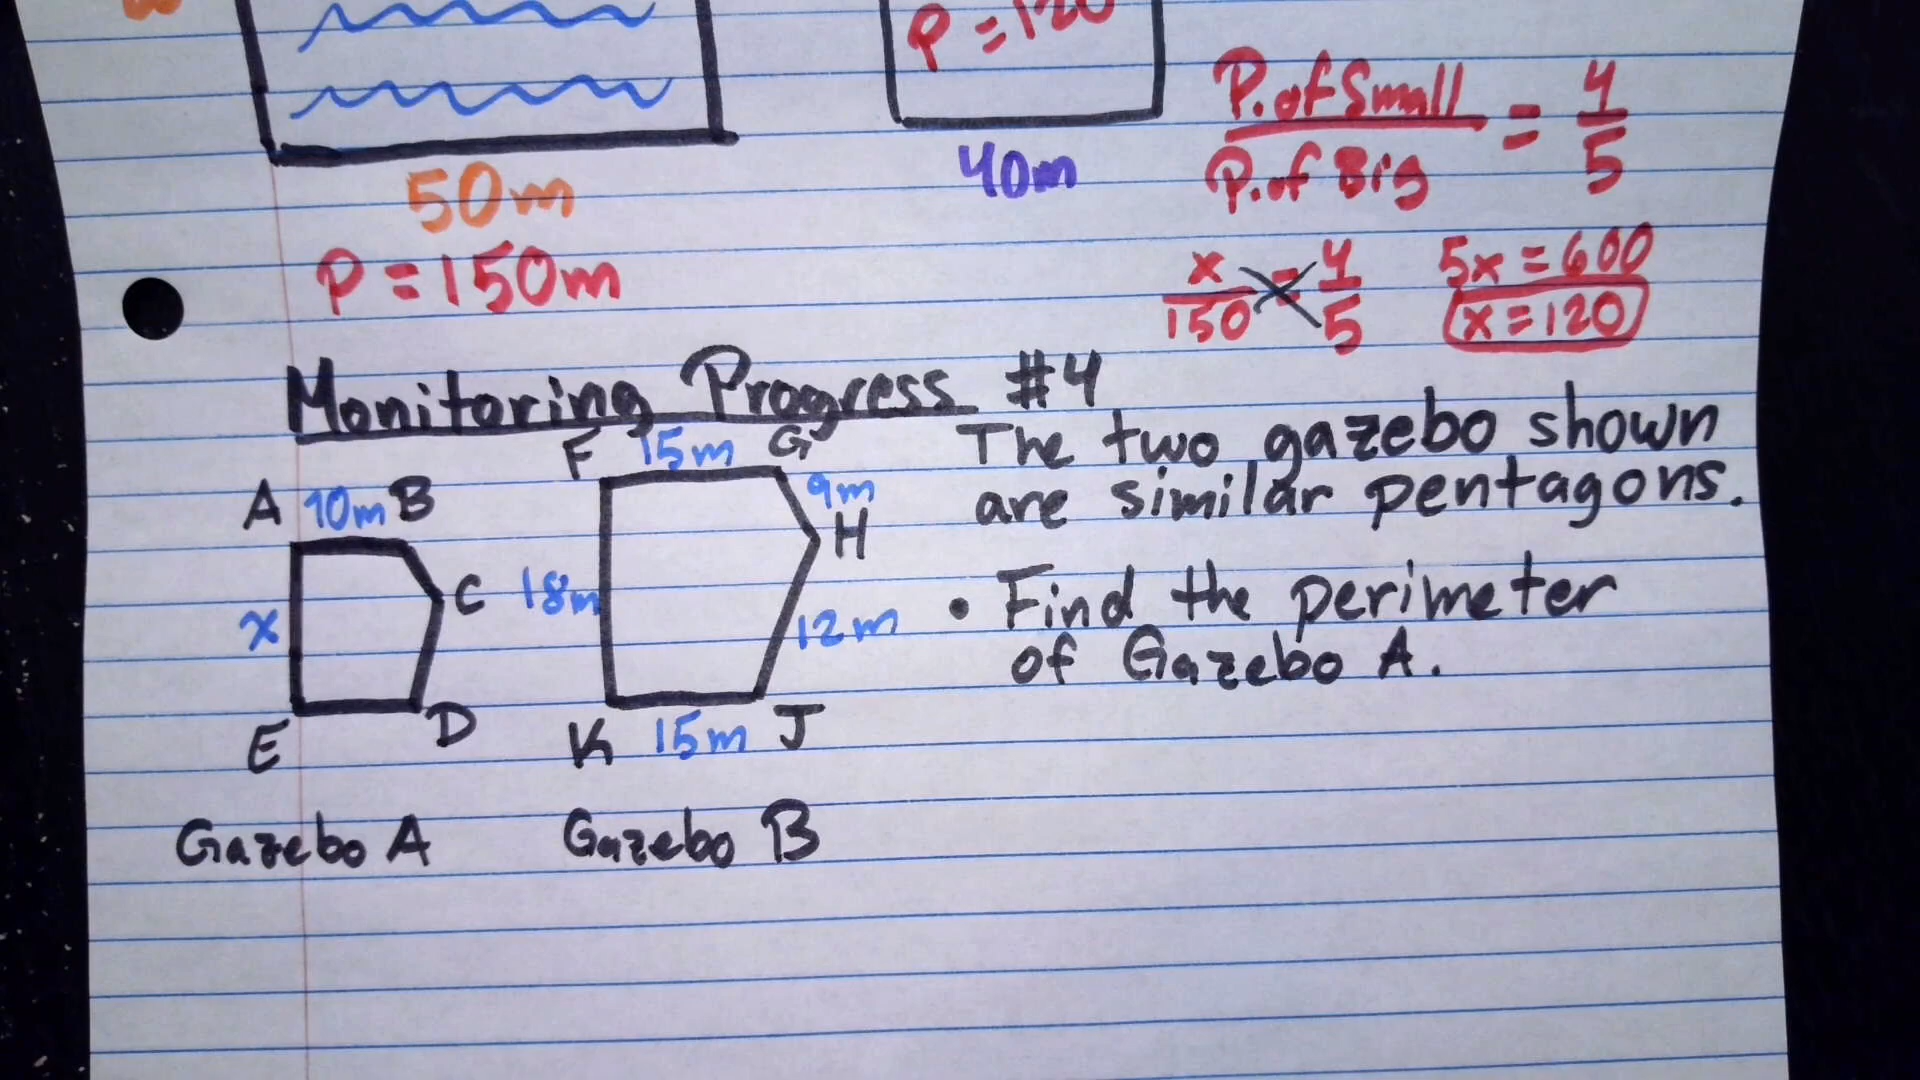 P = 120
P. of Small
P. of Big
=
4
5
50m
40m
P = 150m
x
150
=
4
5
5x = 600
x = 120
Monitoring Progress #4
The two gazebo shown
are similar pentagons.
• Find the perimeter
of Gazebo A.
A 10m B
x
C
E
D
F 15m G
9m
H
18m
12m
K 15m J
Gazebo A
Gazebo B